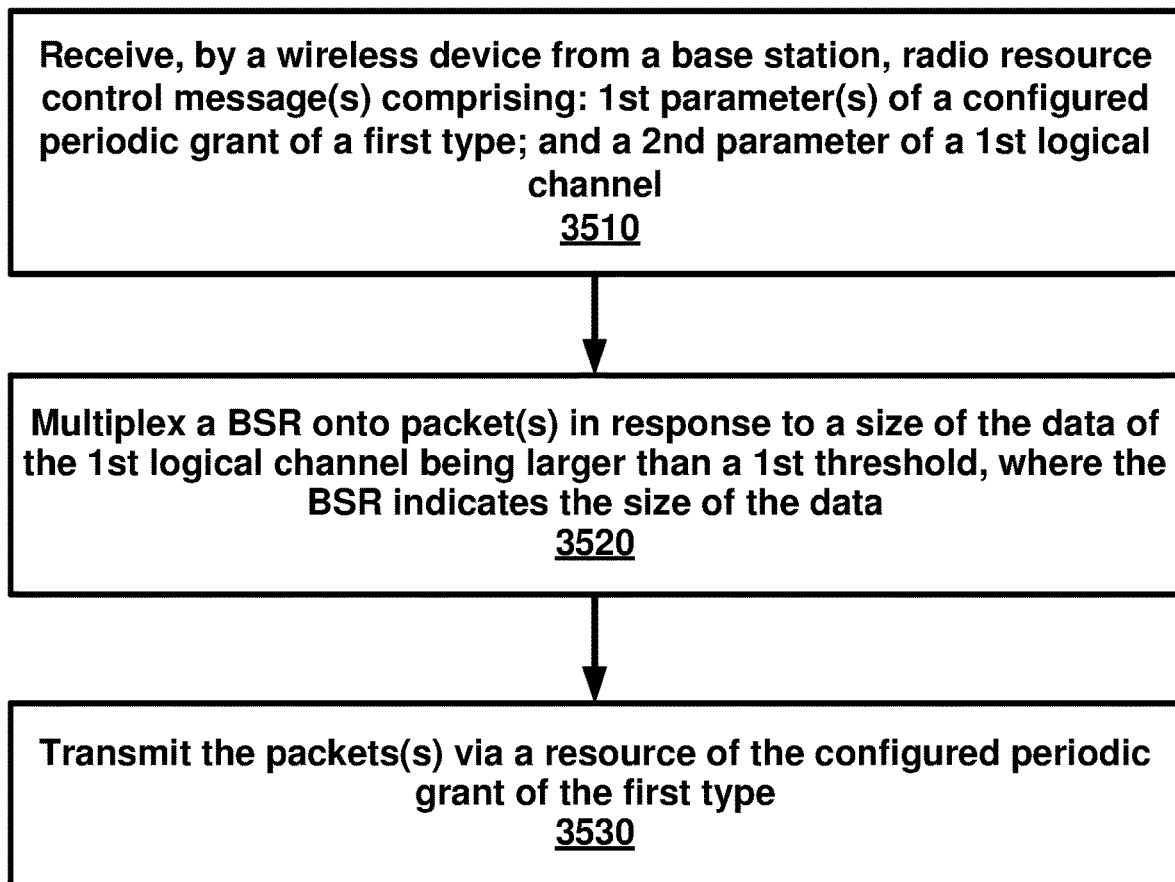 Receive, by a wireless device from a base station, radio resource
control message(s) comprising: 1st parameter(s) of a configured
periodic grant of a first type; and a 2nd parameter of a 1st logical
channel
3510
Multiplex a BSR onto packet(s) in response to a size of the data of
the 1st logical channel being larger than a 1st threshold, where the
BSR indicates the size of the data
3520
Transmit the packets(s) via a resource of the configured periodic
grant of the first type
3530